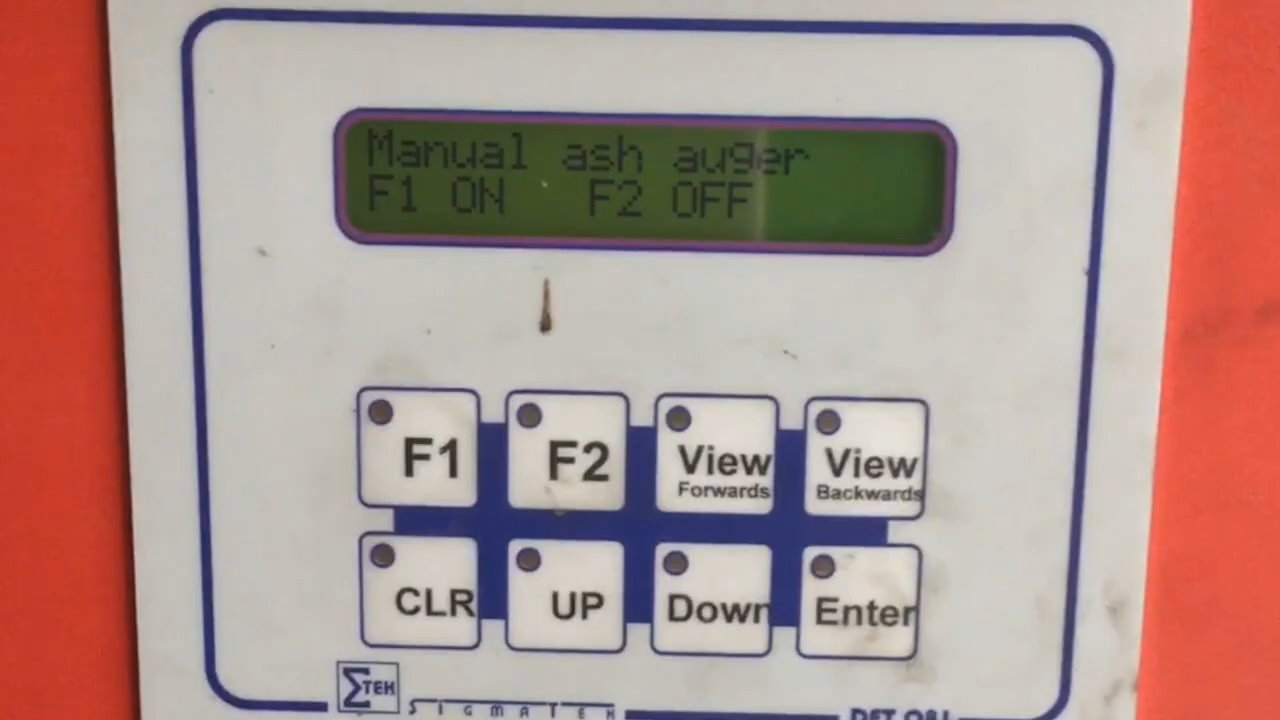 Manual ash auger
F1 ON F2 OFF
F1 F2 View Forwards View Backwards
CLR UP Down Enter
ΣTEK
SIGMATEK